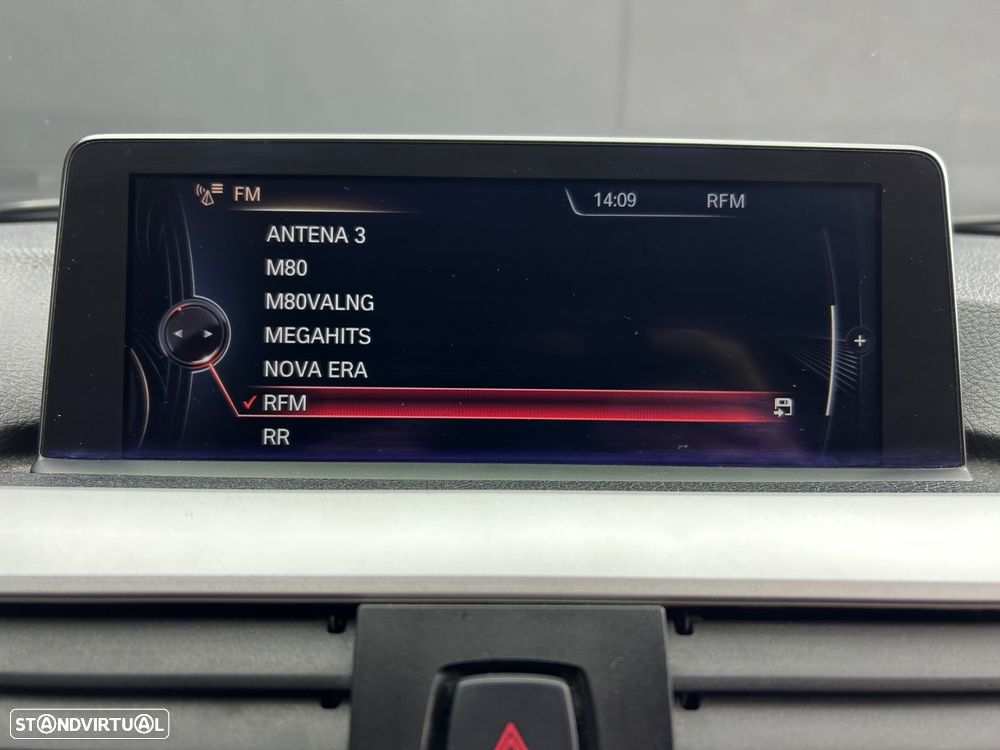 FM
14:09 RFM
ANTENA 3
M80
M80VALNG
MEGAHITS
NOVA ERA
RFM
RR
STANDVIRTUAL